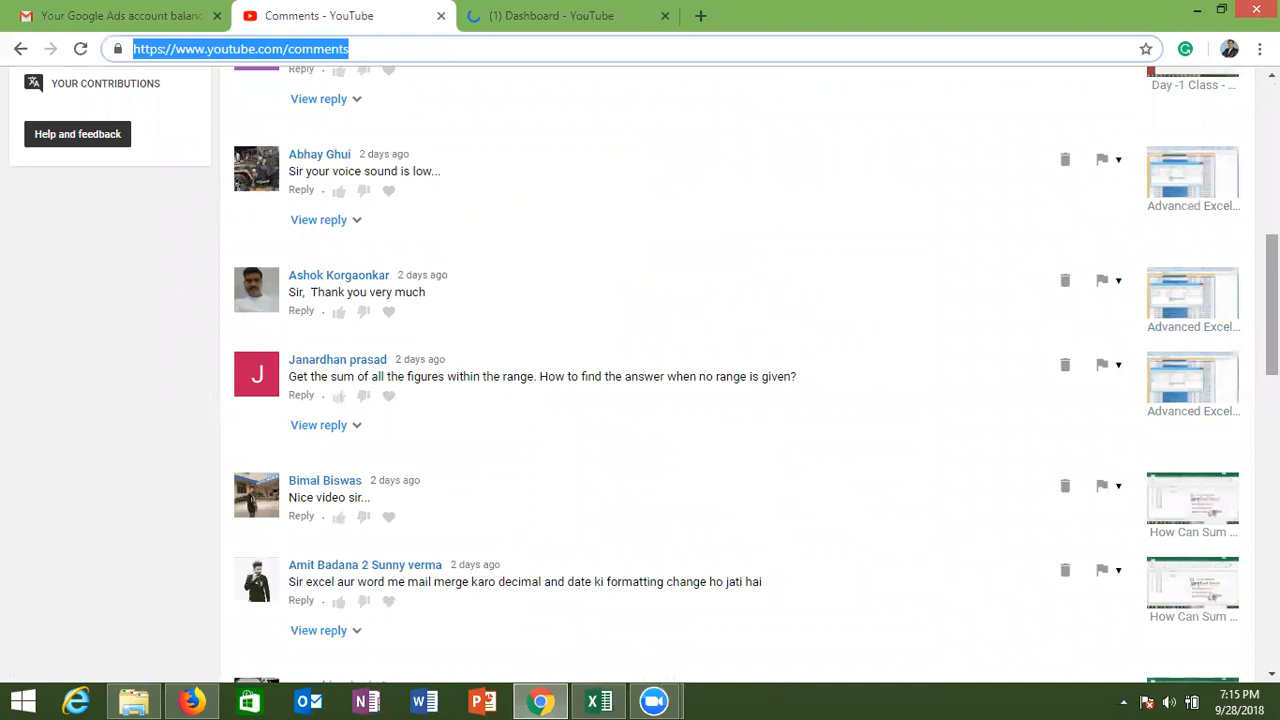 Your Google Ads account balanc
Comments - YouTube
(1) Dashboard - YouTube
https://www.youtube.com/comments
YOUR CONTRIBUTIONS
Help and feedback
Reply .
Day -1 Class - ...
View reply
Abhay Ghui 2 days ago
Sir your voice sound is low...
Reply .
Advanced Excel...
View reply
Ashok Korgaonkar 2 days ago
Sir, Thank you very much
Reply .
Advanced Excel...
Janardhan prasad 2 days ago
J
Get the sum of all the figures within the range. How to find the answer when no range is given?
Reply .
Advanced Excel...
View reply
Bimal Biswas 2 days ago
Nice video sir...
Reply .
How Can Sum ...
Amit Badana 2 Sunny verma 2 days ago
Sir excel aur word me mail merge karo decimal and date ki formatting change ho jati hai
Reply .
How Can Sum ...
View reply
7:15 PM
9/28/2018